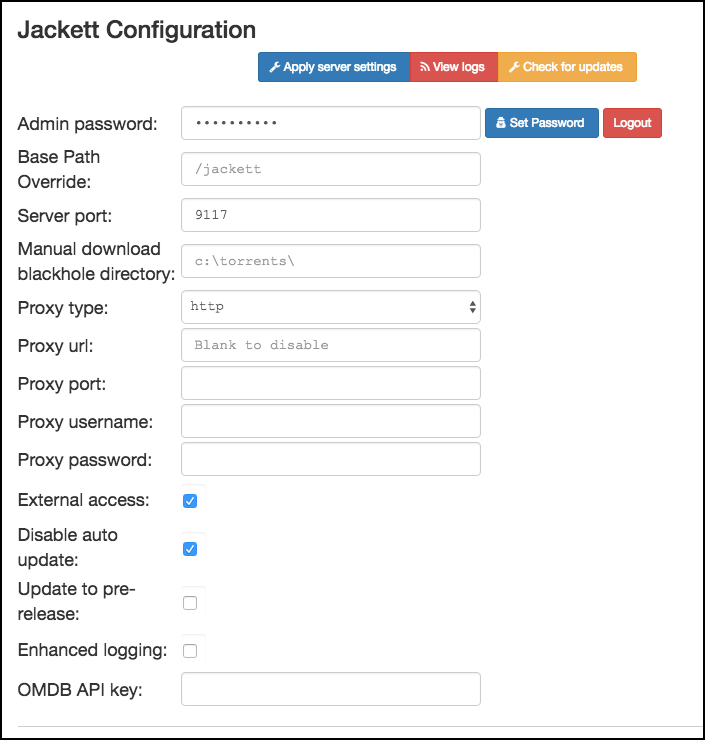 Jackett Configuration
Apply server settings View logs Check for updates
Admin password: •••••••••• Set Password Logout
Base Path
Override: /jackett
Server port: 9117
Manual download
blackhole directory: c:\torrents\
Proxy type: http
Proxy url: Blank to disable
Proxy port:
Proxy username:
Proxy password:
External access:
Disable auto
update:
Update to pre-
release:
Enhanced logging:
OMDB API key: